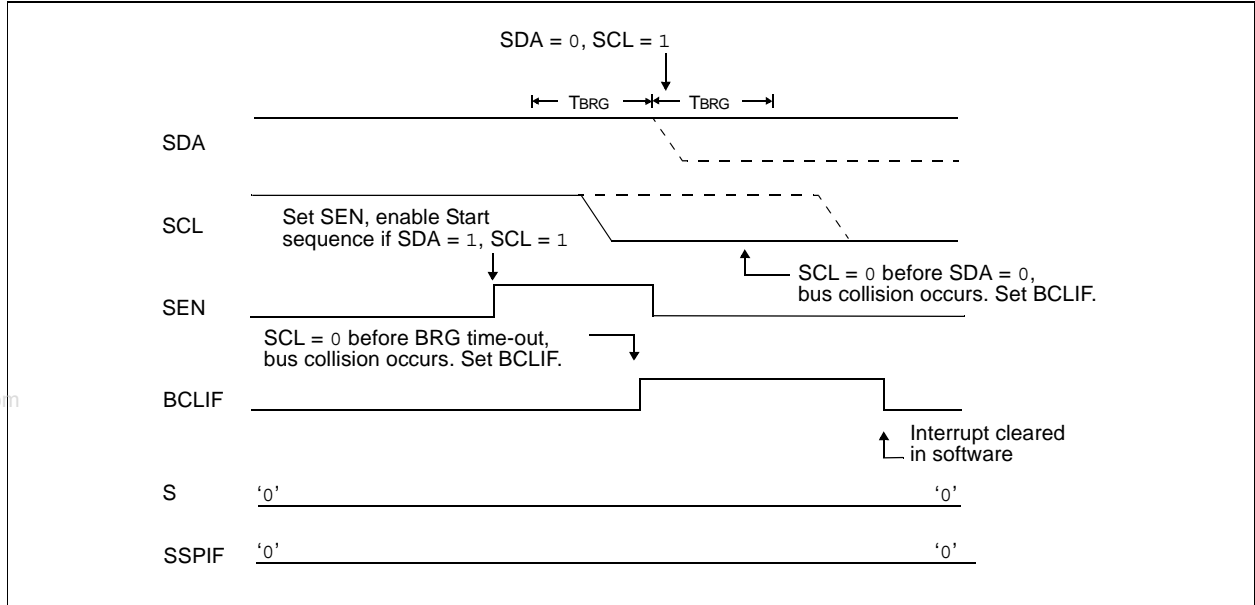 SDA = 0, SCL = 1
TBRG TBRG
SDA
SCL
Set SEN, enable Start
sequence if SDA = 1, SCL = 1
SCL = 0 before SDA = 0,
bus collision occurs. Set BCLIF.
SEN
SCL = 0 before BRG time-out,
bus collision occurs. Set BCLIF.
BCLIF
Interrupt cleared
in software
S ‘0’ ‘0’
SSPIF ‘0’ ‘0’